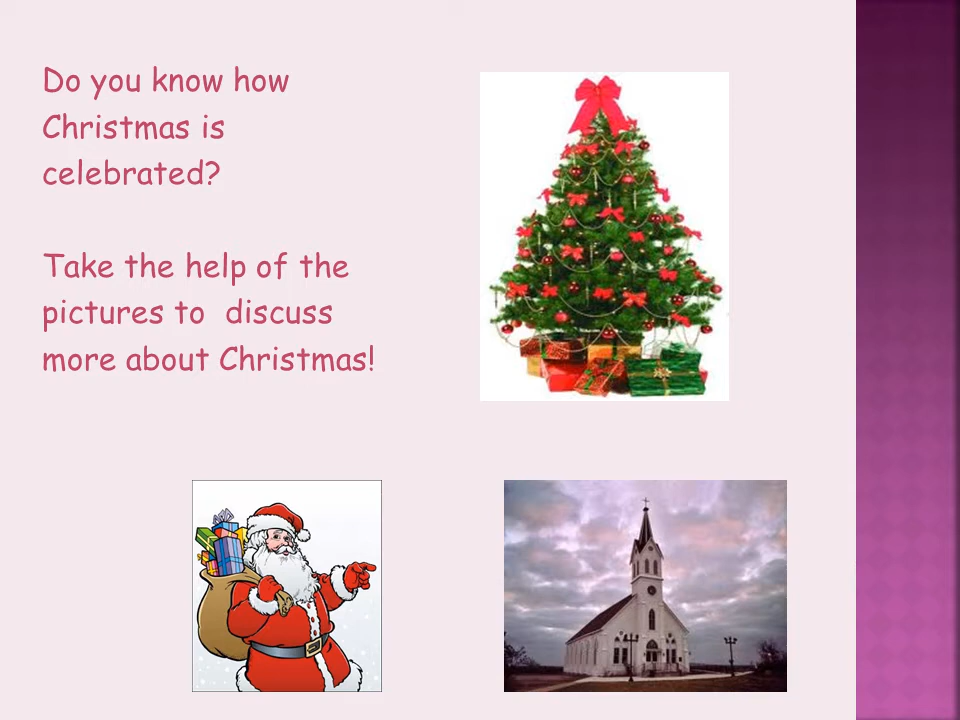 Do you know how
Christmas is
celebrated?
Take the help of the
pictures to  discuss
more about Christmas!